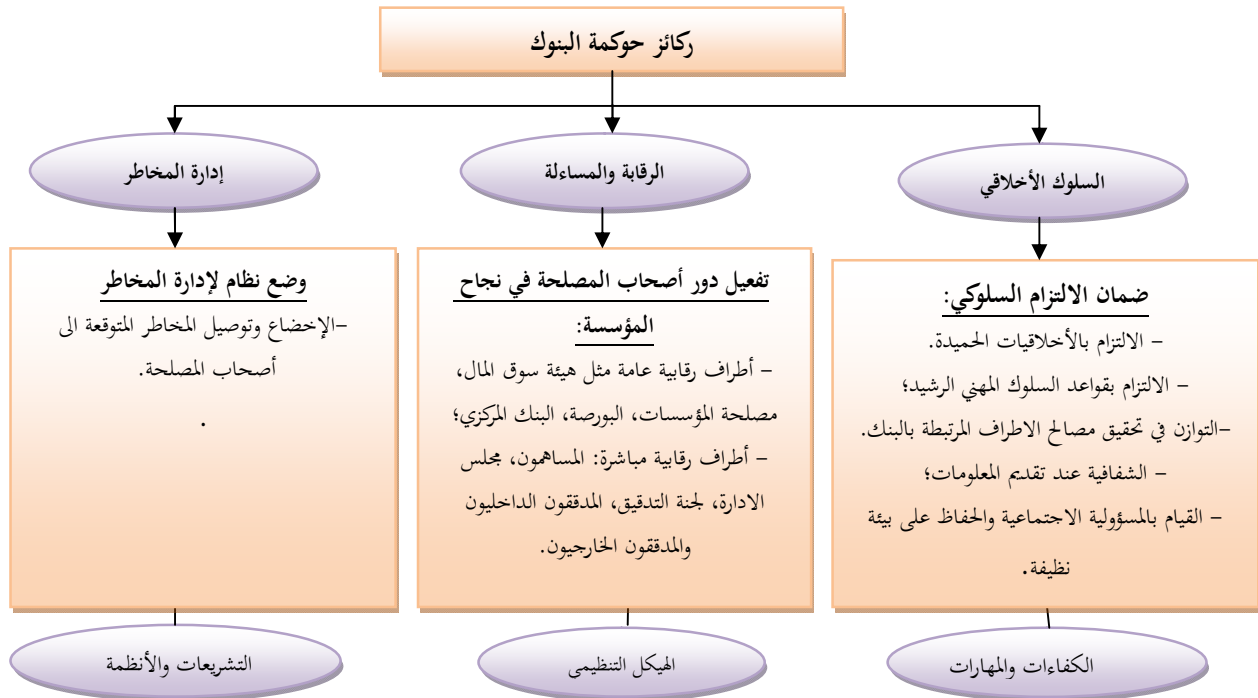 ركائز حوكمة البنوك
السلوك الأخلاقي
الرقابة والمساءلة
إدارة المخاطر
ضمان الالتزام السلوكي:
– الالتزام بالأخلاقيات الحميدة.
– الالتزام بقواعد السلوك المهني الرشيد؛
–التوازن في تحقيق مصالح الاطراف المرتبطة بالبنك.
– الشفافية عند تقديم المعلومات؛
– القيام بالمسؤولية الاجتماعية والحفاظ على بيئة
نظيفة.
تفعيل دور أصحاب المصلحة في نجاح
المؤسسة:
– أطراف رقابية عامة مثل هيئة سوق المال،
مصلحة المؤسسات، البورصة، البنك المركزي؛
– أطراف رقابية مباشرة: المساهمون، مجلس
الادارة، لجنة التدقيق، المدققون الداخليون
والمدققون الخارجيون.
وضع نظام لإدارة المخاطر
–الإخضاع وتوصيل المخاطر المتوقعة الى
أصحاب المصلحة.
.
الكفاءات والمهارات
الهيكل التنظيمى
التشريعات والأنظمة